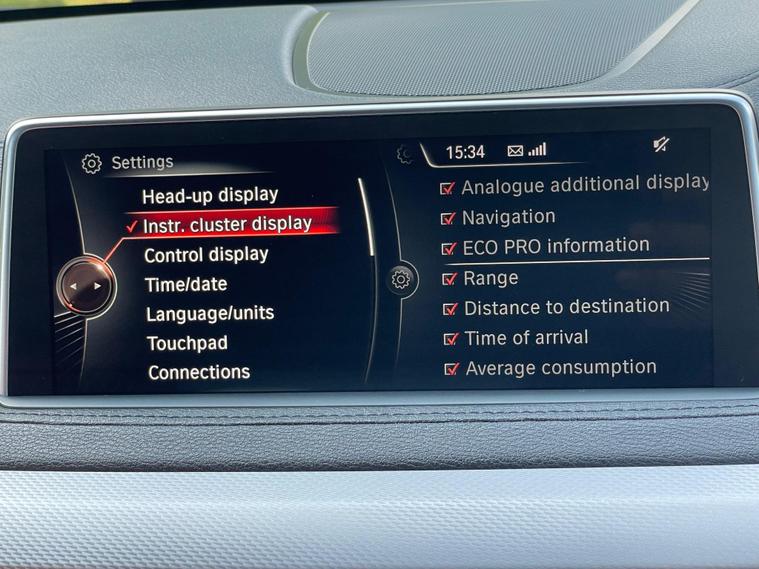 Settings
Head-up display
Instr. cluster display
Control display
Time/date
Language/units
Touchpad
Connections
15:34
Analogue additional display
Navigation
ECO PRO information
Range
Distance to destination
Time of arrival
Average consumption